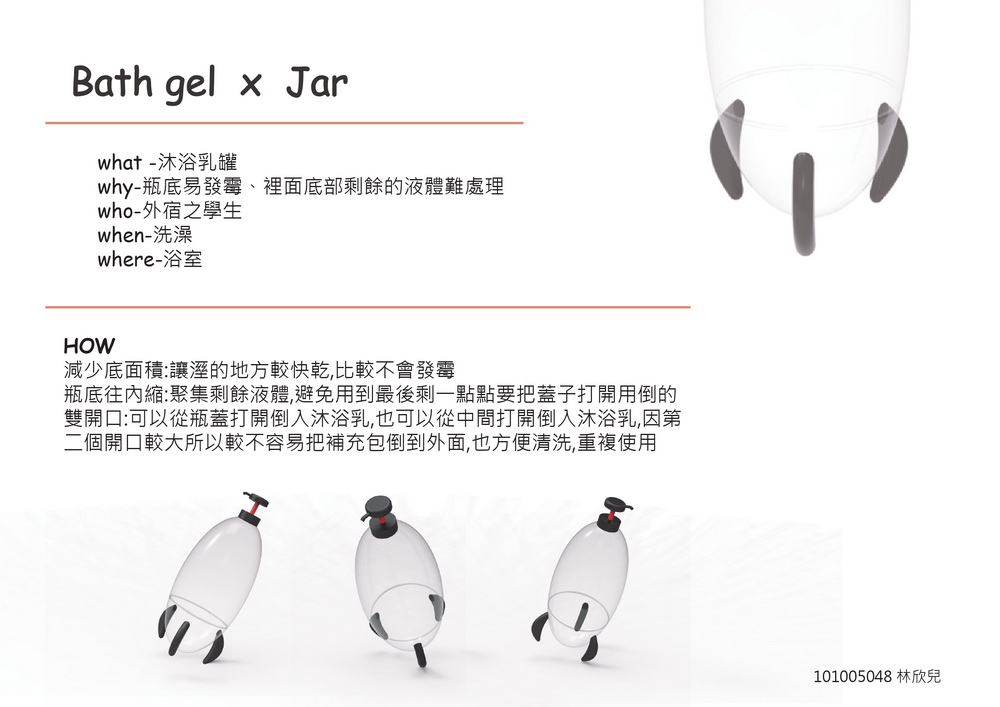 Bath gel x Jar
what -沐浴乳罐
why-瓶底易發霉、裡面底部剩餘的液體難處理
who-外宿之學生
when-洗澡
where-浴室
HOW
減少底面積:讓溼的地方較快乾,比較不會發霉
瓶底往內縮:聚集剩餘液體,避免用到最後剩一點點要把蓋子打開用倒的
雙開口:可以從瓶蓋打開倒入沐浴乳,也可以從中間打開倒入沐浴乳,因第
二個開口較大所以較不容易把補充包倒到外面,也方便清洗,重複使用
101005048 林欣兒